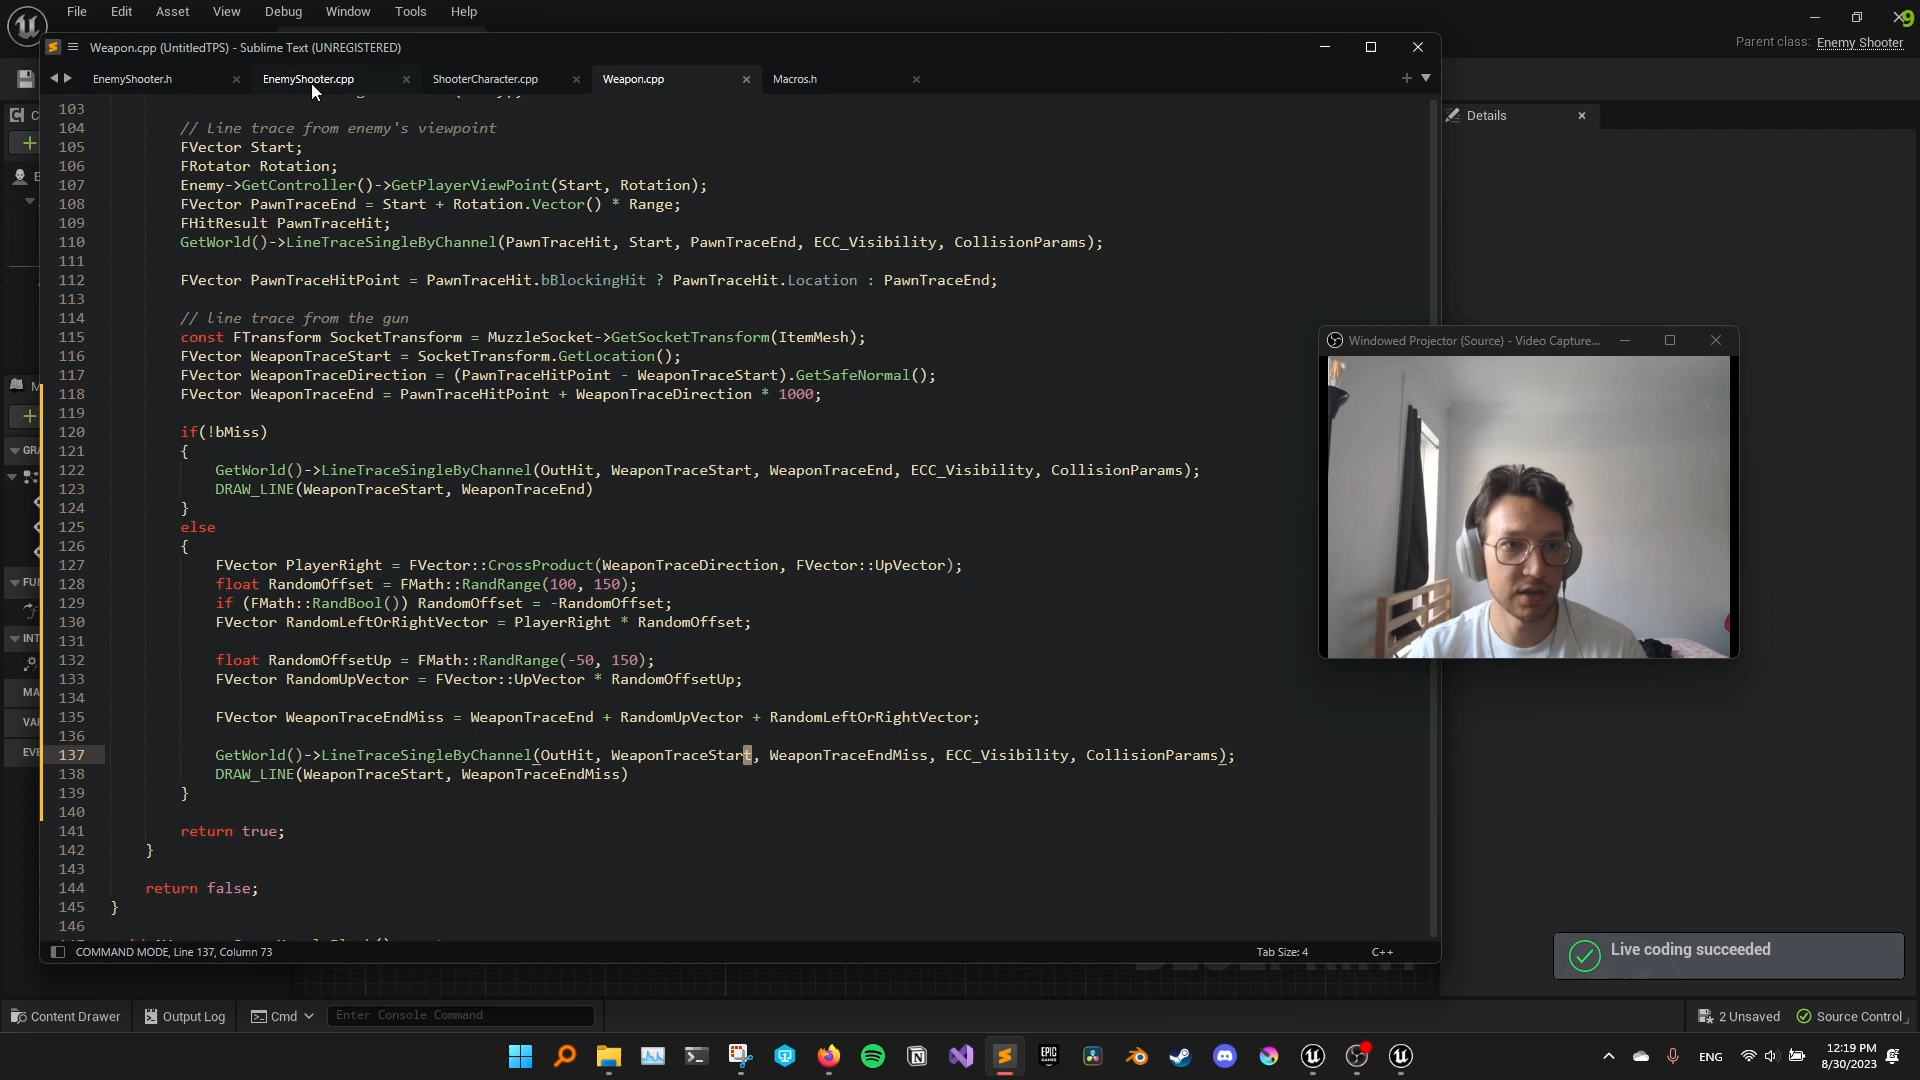 File Edit Asset View Debug Window Tools Help
Parent class: Enemy Shooter
Weapon.cpp (UntitledTPS) - Sublime Text (UNREGISTERED)
EnemyShooter.h EnemyShooter.cpp ShooterCharacter.cpp Weapon.cpp Macros.h
Details
103
104 // Line trace from enemy's viewpoint
105 FVector Start;
106 FRotator Rotation;
107 Enemy->GetController()->GetPlayerViewPoint(Start, Rotation);
108 FVector PawnTraceEnd = Start + Rotation.Vector() * Range;
109 FHitResult PawnTraceHit;
110 GetWorld()->LineTraceSingleByChannel(PawnTraceHit, Start, PawnTraceEnd, ECC_Visibility, CollisionParams);
111
112 FVector PawnTraceHitPoint = PawnTraceHit.bBlockingHit ? PawnTraceHit.Location : PawnTraceEnd;
113
114 // line trace from the gun
115 const FTransform SocketTransform = MuzzleSocket->GetSocketTransform(ItemMesh);
116 FVector WeaponTraceStart = SocketTransform.GetLocation();
117 FVector WeaponTraceDirection = (PawnTraceHitPoint - WeaponTraceStart).GetSafeNormal();
118 FVector WeaponTraceEnd = PawnTraceHitPoint + WeaponTraceDirection * 1000;
119
120 if(!bMiss)
121 {
122 GetWorld()->LineTraceSingleByChannel(OutHit, WeaponTraceStart, WeaponTraceEnd, ECC_Visibility, CollisionParams);
123 DRAW_LINE(WeaponTraceStart, WeaponTraceEnd)
124 }
125 else
126 {
127 FVector PlayerRight = FVector::CrossProduct(WeaponTraceDirection, FVector::UpVector);
128 float RandomOffset = FMath::RandRange(100, 150);
129 if (FMath::RandBool()) RandomOffset = -RandomOffset;
130 FVector RandomLeftOrRightVector = PlayerRight * RandomOffset;
131
132 float RandomOffsetUp = FMath::RandRange(-50, 150);
133 FVector RandomUpVector = FVector::UpVector * RandomOffsetUp;
134
135 FVector WeaponTraceEndMiss = WeaponTraceEnd + RandomUpVector + RandomLeftOrRightVector;
136
137 GetWorld()->LineTraceSingleByChannel(OutHit, WeaponTraceStart, WeaponTraceEndMiss, ECC_Visibility, CollisionParams);
138 DRAW_LINE(WeaponTraceStart, WeaponTraceEndMiss)
139 }
140
141 return true;
142 }
143
144 return false;
145 }
146
COMMAND MODE, Line 137, Column 73 Tab Size: 4 C++
Windowed Projector (Source) - Video Capture...
Live coding succeeded
Content Drawer Output Log Cmd Enter Console Command 2 Unsaved Source Control
ENG 12:19 PM
8/30/2023